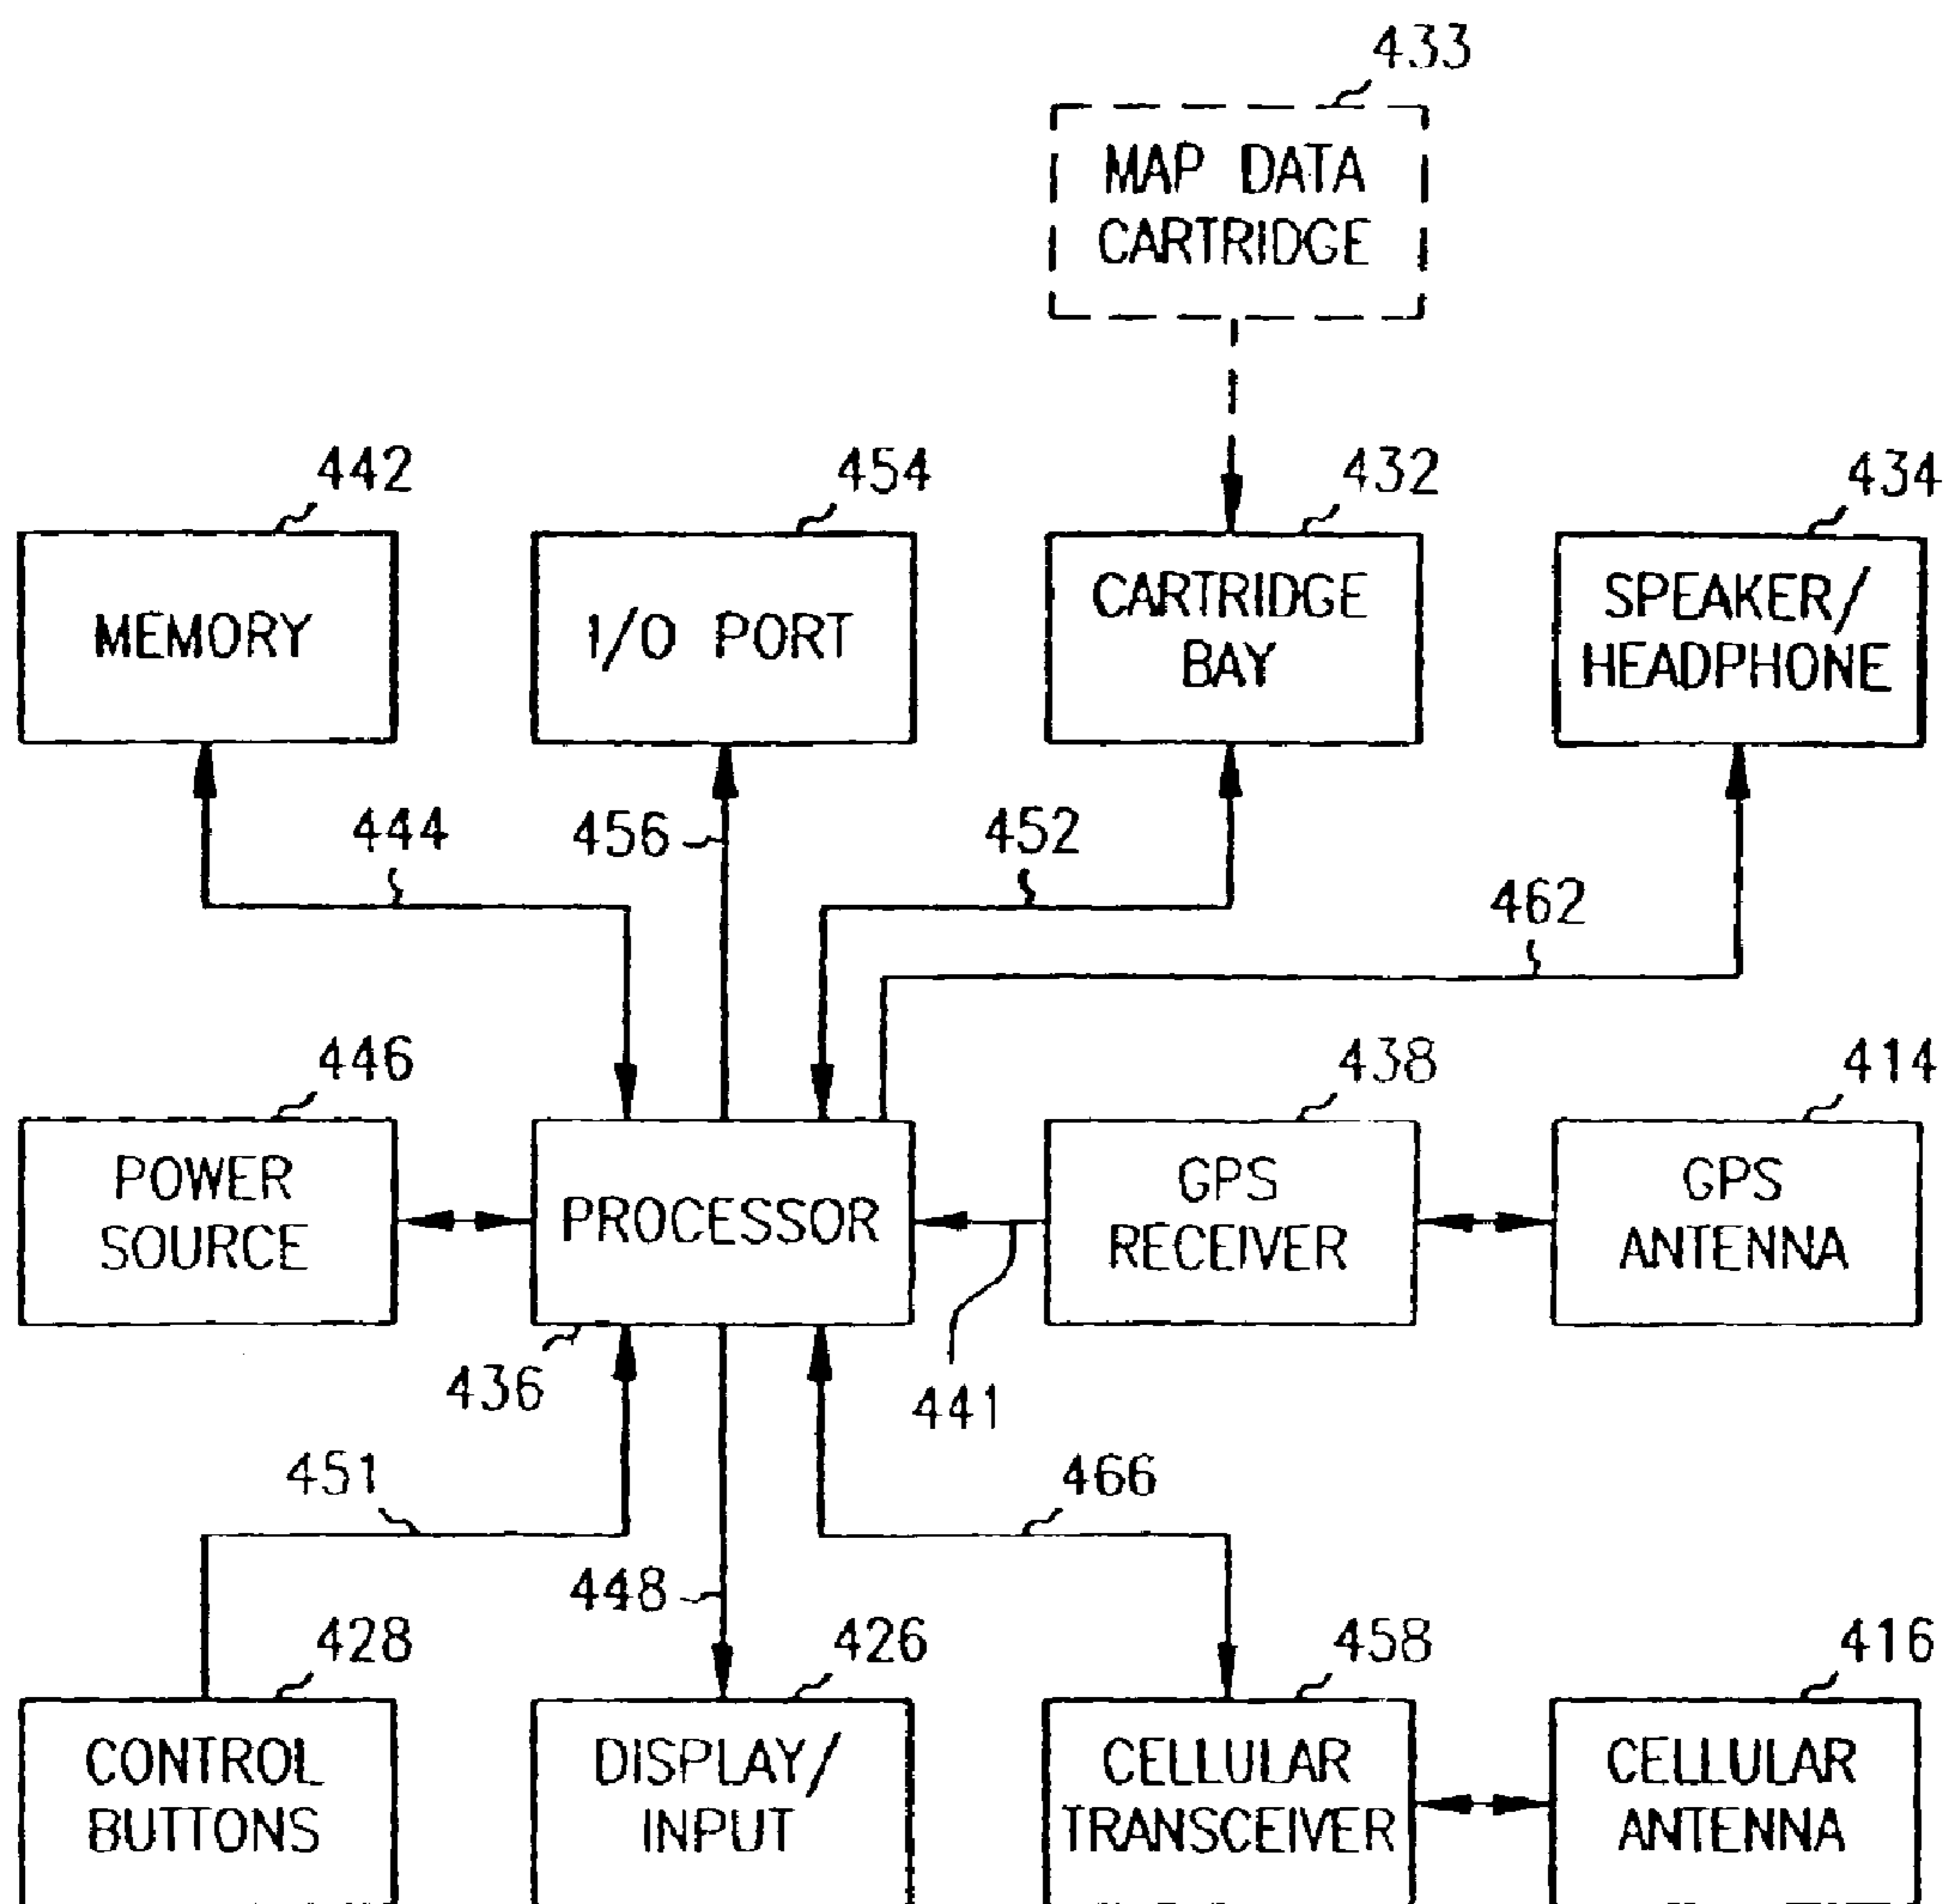 433
MAP DATA
CARTRIDGE
442
454
432
434
MEMORY
I/O PORT
CARTRIDGE
BAY
SPEAKER/
HEADPHONE
444
456
452
462
446
438
414
POWER
SOURCE
PROCESSOR
GPS
RECEIVER
GPS
ANTENNA
436
441
451
466
448
428
426
458
416
CONTROL
BUTTONS
DISPLAY/
INPUT
CELLULAR
TRANSCEIVER
CELLULAR
ANTENNA